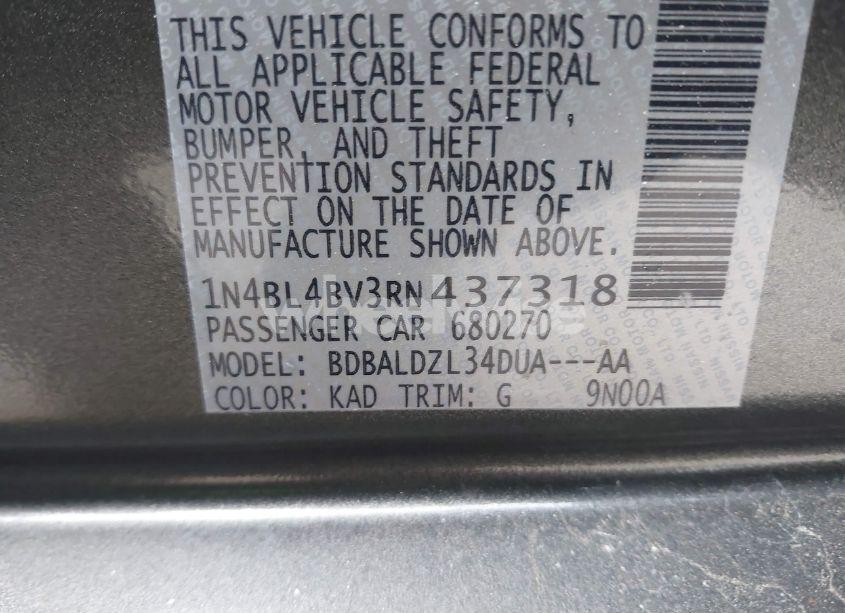 THIS VEHICLE CONFORMS TO
ALL APPLICABLE FEDERAL
MOTOR VEHICLE SAFETY,
BUMPER, AND THEFT
PREVENTION STANDARDS IN
EFFECT ON THE DATE OF
MANUFACTURE SHOWN ABOVE.
1N4BL4BV3RN437318
PASSENGER CAR 680270
MODEL: BDBALDZL34DUA---AA
COLOR: KAD TRIM: G 9N00A